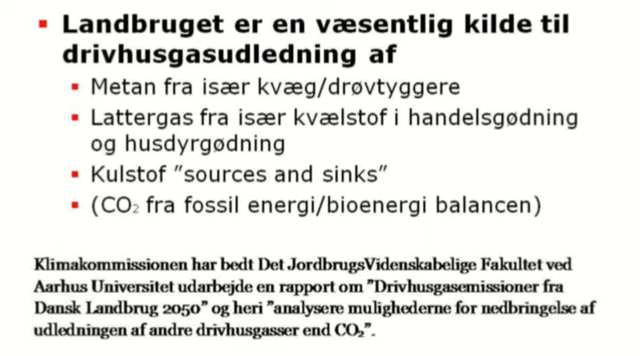 ▪ Landbruget er en væsentlig kilde til
drivhusgasudledning af
▪ Metan fra især kvæg/drøvtyggere
▪ Lattergas fra især kvælstof i handelsgødning
og husdyrgødning
▪ Kulstof ”sources and sinks”
▪ (CO₂ fra fossil energi/bioenergi balancen)
Klimakommissionen har bedt Det JordbrugsVidenskabelige Fakultet ved
Aarhus Universitet udarbejde en rapport om ”Drivhusgasemissioner fra
Dansk Landbrug 2050” og heri ”analysere mulighederne for nedbringelse af
udledningen af andre drivhusgasser end CO₂”.